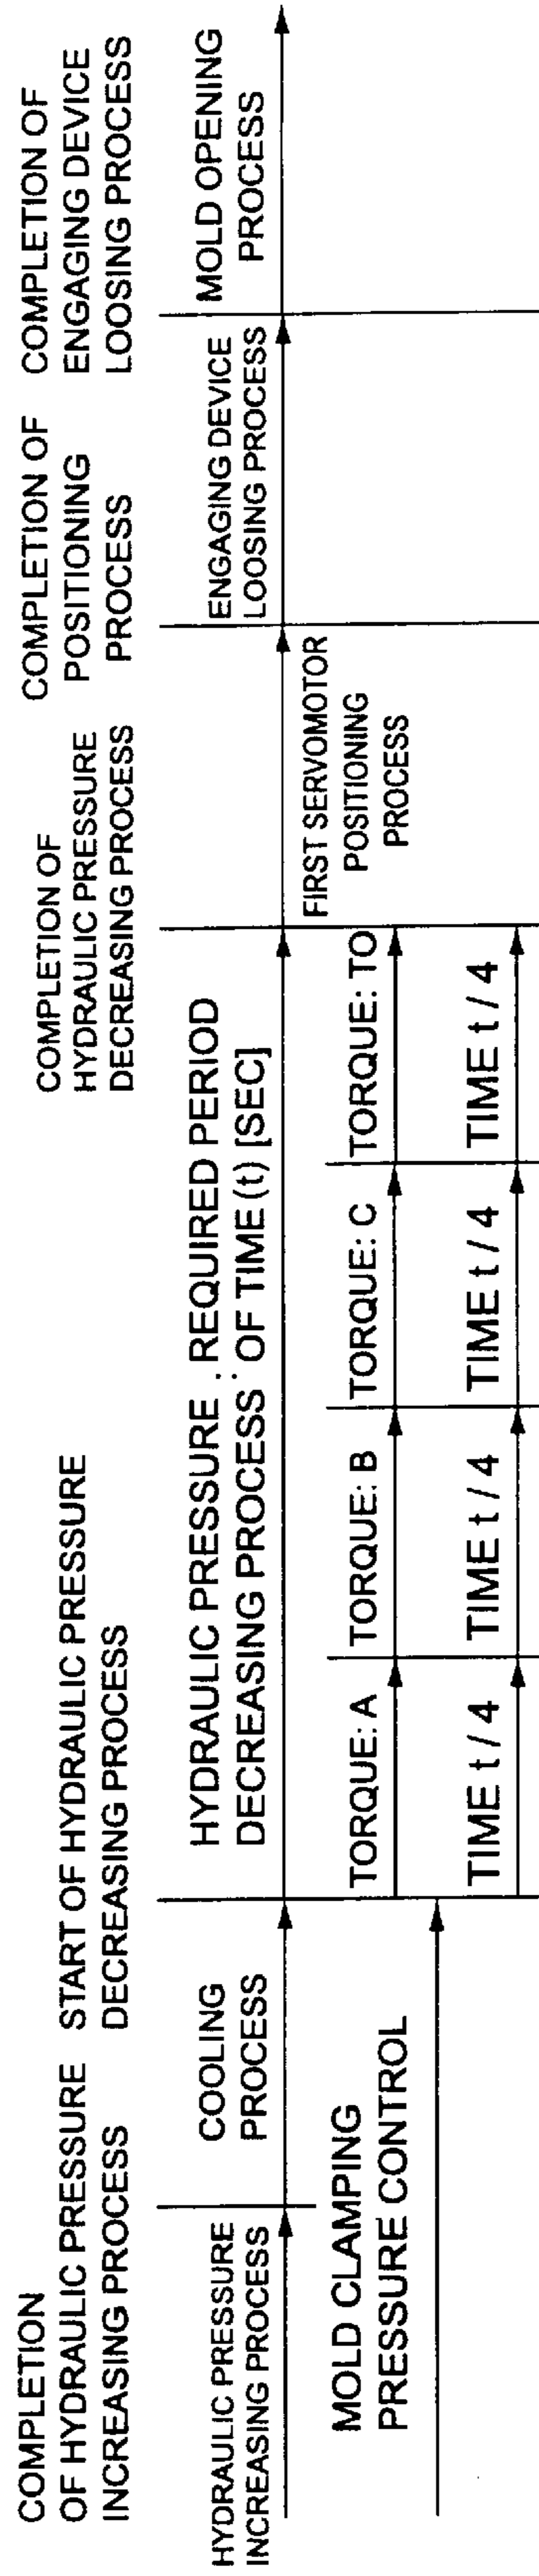 COMPLETION
OF HYDRAULIC PRESSURE
INCREASING PROCESS
START OF HYDRAULIC PRESSURE
DECREASING PROCESS
COMPLETION OF
HYDRAULIC PRESSURE
DECREASING PROCESS
COMPLETION OF
POSITIONING
PROCESS
COMPLETION OF
ENGAGING DEVICE
LOOSING PROCESS
HYDRAULIC PRESSURE
INCREASING PROCESS
COOLING
PROCESS
HYDRAULIC PRESSURE : REQUIRED PERIOD
DECREASING PROCESS OF TIME (t) [SEC]
FIRST SERVOMOTOR
POSITIONING
PROCESS
ENGAGING DEVICE
LOOSING PROCESS
MOLD OPENING
PROCESS
MOLD CLAMPING
PRESSURE CONTROL
TORQUE: A
TORQUE: B
TORQUE: C
TORQUE: TO
TIME t / 4
TIME t / 4
TIME t / 4
TIME t / 4